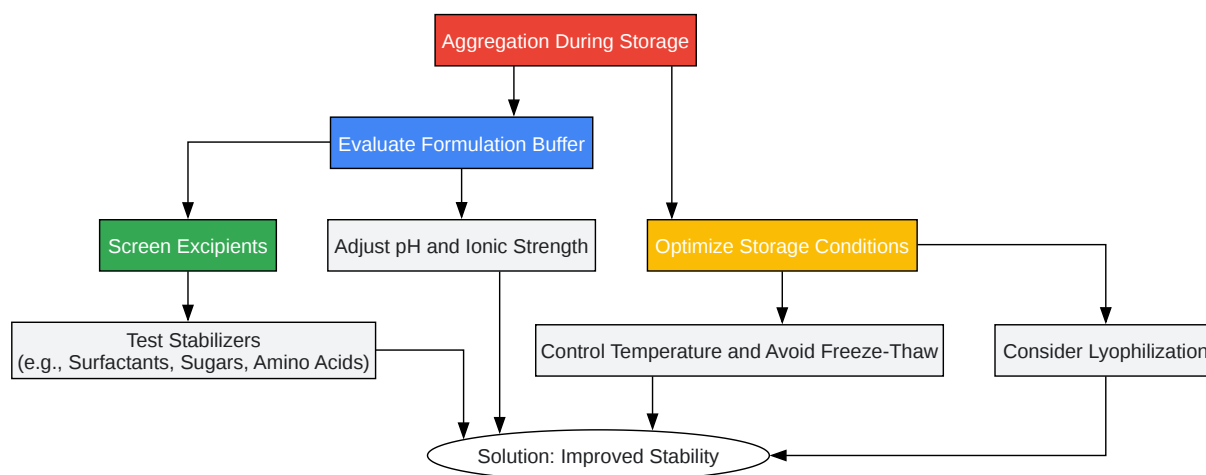 Aggregation During Storage
Evaluate Formulation Buffer
Screen Excipients
Adjust pH and Ionic Strength
Optimize Storage Conditions
Test Stabilizers
(e.g., Surfactants, Sugars, Amino Acids)
Control Temperature and Avoid Freeze-Thaw
Consider Lyophilization
Solution: Improved Stability